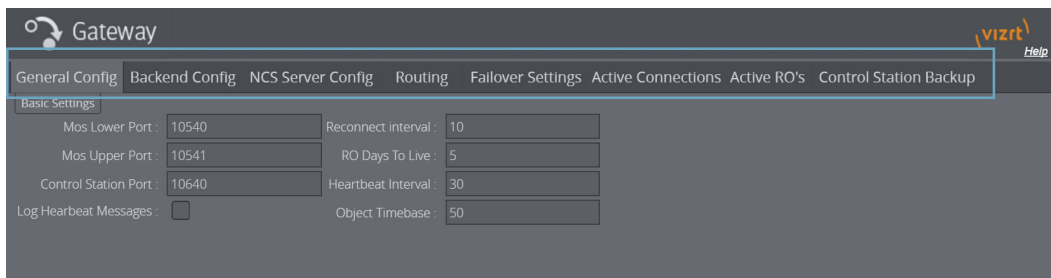 Gateway
vizrt
Help
General Config Backend Config NCS Server Config Routing Failover Settings Active Connections Active RO's Control Station Backup
Basic Settings
Mos Lower Port : 10540 Reconnect interval : 10
Mos Upper Port : 10541 RO Days To Live : 5
Control Station Port : 10640 Heartbeat Interval : 30
Log Hearbeat Messages : Object Timebase : 50